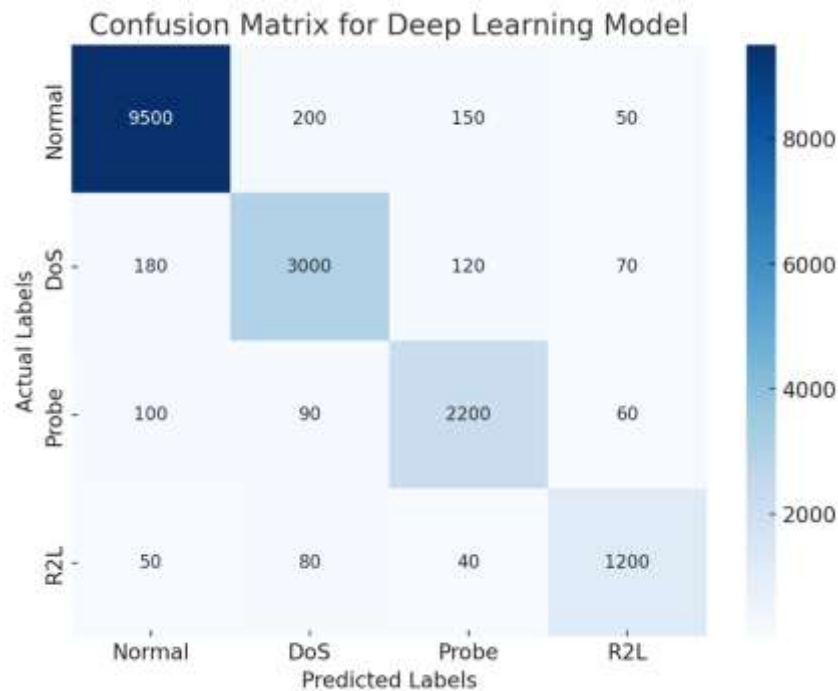 Confusion Matrix for Deep Learning Model
Actual Labels
Normal 9500 200 150 50
DoS 180 3000 120 70
Probe 100 90 2200 60
R2L 50 80 40 1200
Normal DoS Probe R2L
Predicted Labels
8000
6000
4000
2000